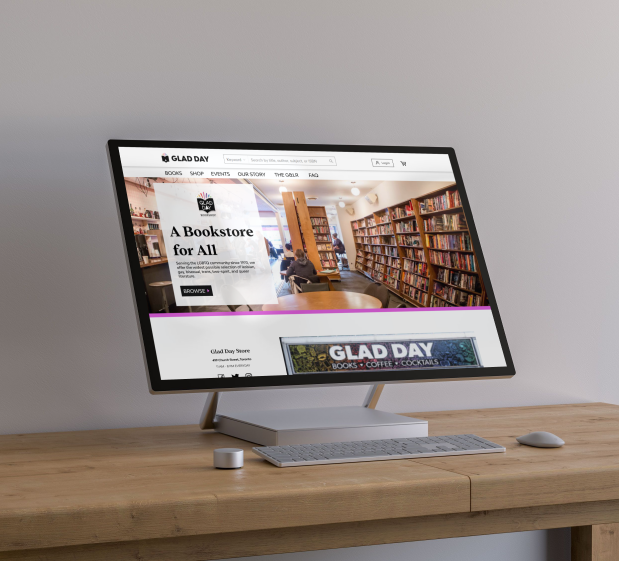 GLAD DAY
Keyword
Search by title, author, subject, or ISBN
Login
BOOKS SHOP EVENTS OUR STORY THE GBLR FAQ
GLAD
DAY
A Bookstore
for All
Serving the LGBTQ community since 1970, we
offer the widest possible selection of lesbian,
gay, bisexual, trans, two-spirit, and queer
literature.
BROWSE
Glad Day Store
499 Church Street, Toronto
GLAD DAY
BOOKS • COFFEE • COCKTAILS